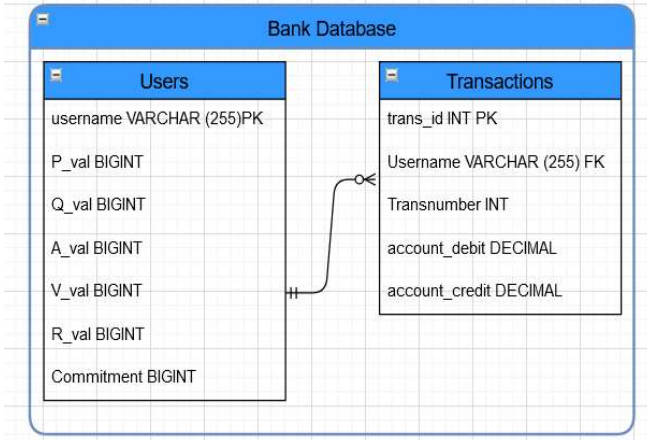 Bank Database
Users
username VARCHAR (255)PK
P_val BIGINT
Q_val BIGINT
A_val BIGINT
V_val BIGINT
R_val BIGINT
Commitment BIGINT
Transactions
trans_id INT PK
Username VARCHAR (255) FK
Transnumber INT
account_debit DECIMAL
account_credit DECIMAL